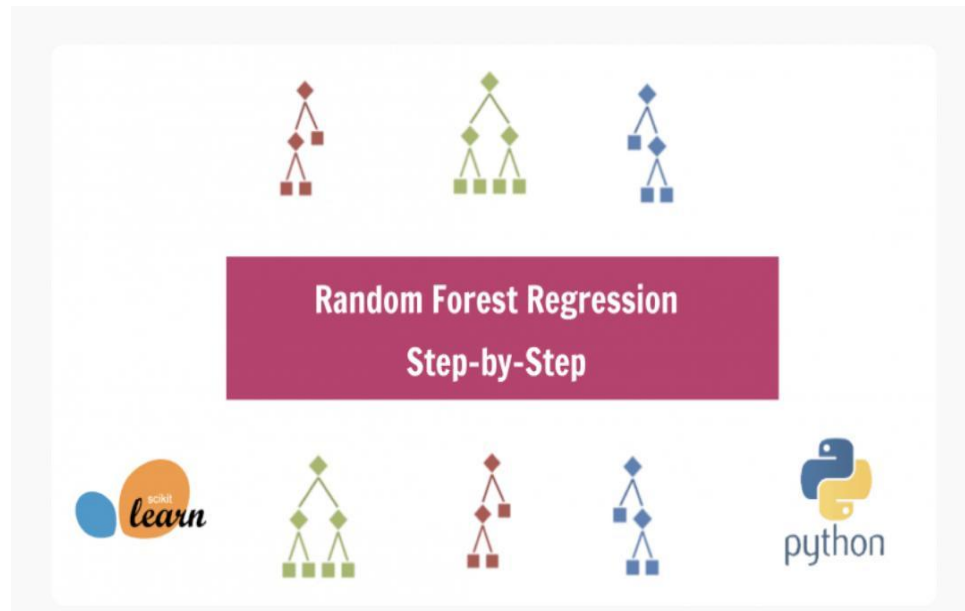 Random Forest Regression
Step-by-Step
scikit
learn
python